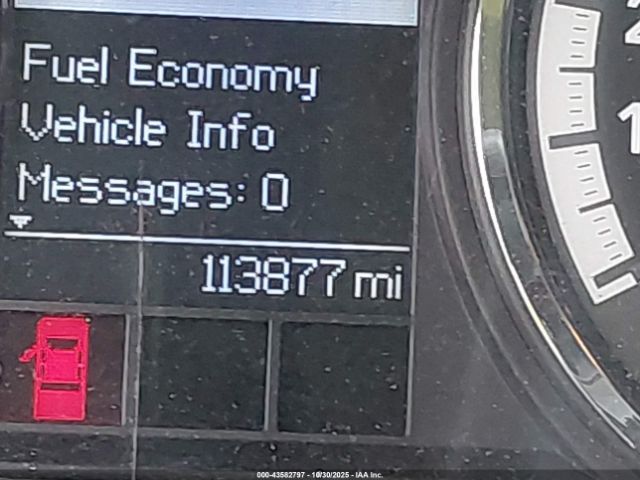 Fuel Economy
Vehicle Info
Messages: 0
113877 mi
000-43582797 - 10/30/2025 - IAA Inc.